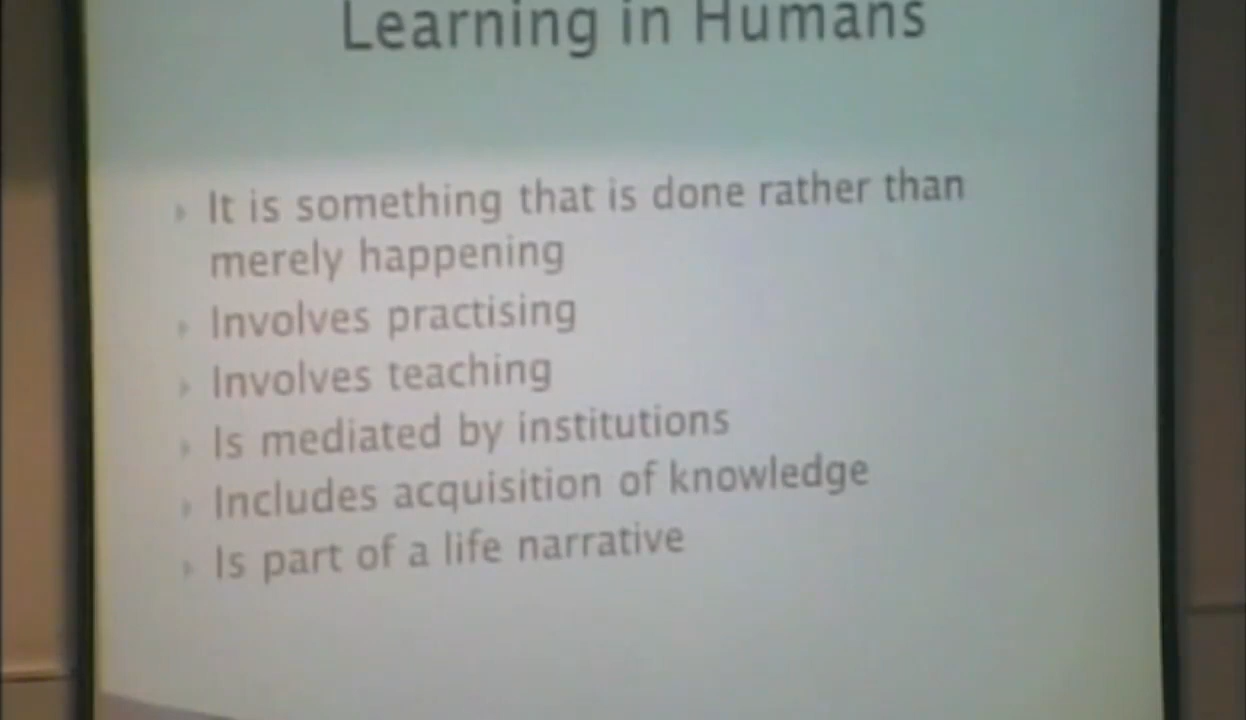 Learning in Humans
It is something that is done rather than
merely happening
Involves practising
Involves teaching
Is mediated by institutions
Includes acquisition of knowledge
Is part of a life narrative